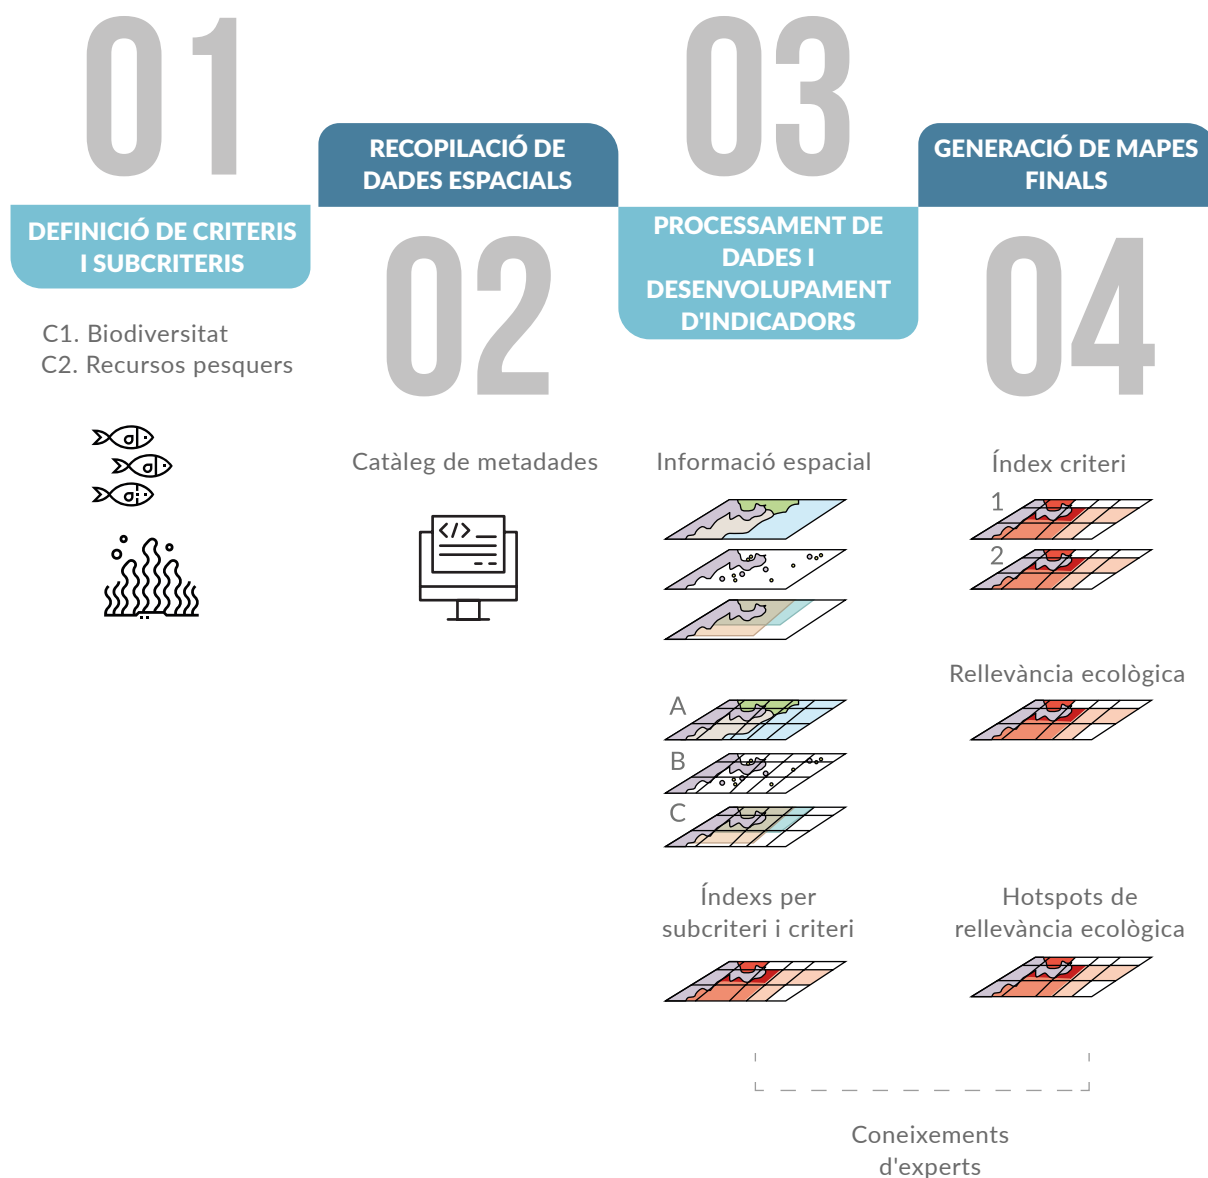 01
DEFINICIÓ DE CRITERIS
I SUBCRITERIS
C1. Biodiversitat
C2. Recursos pesquers
RECOPILACIÓ DE
DADES ESPACIALS
02
Catàleg de metadades
</>
03
PROCESSAMENT DE
DADES I
DESENVOLUPAMENT
D'INDICADORS
Informació espacial
A
B
C
Índexs per
subcriteri i criteri
GENERACIÓ DE MAPES
FINALS
04
Índex criteri
1
2
Rellevància ecològica
Hotspots de
rellevància ecològica
Coneixements
d'experts